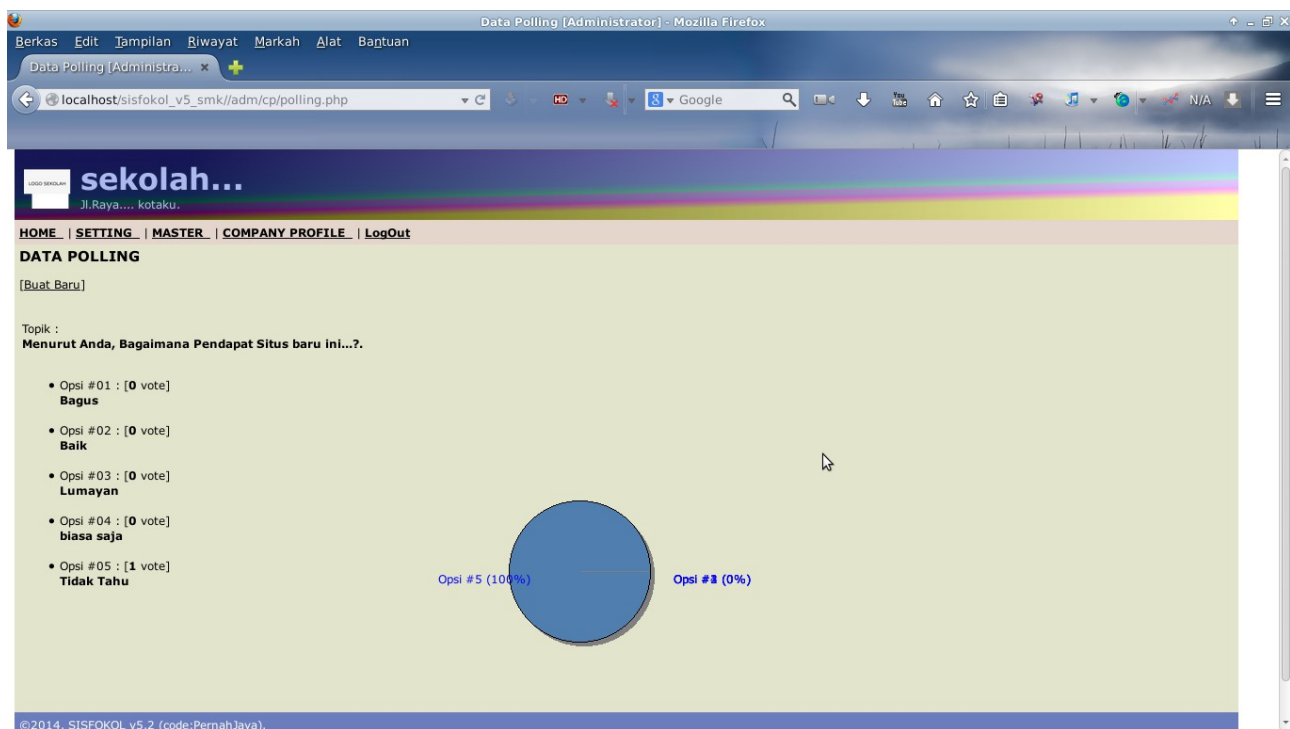 Data Polling [Administrator] - Mozilla Firefox
Berkas Edit Tampilan Riwayat Markah Alat Bantuan
Data Polling [Administra...
localhost/sisfokol_v5_smk//adm/cp/polling.php
Google
N/A
LOGO SEKOLAH
sekolah...
Jl.Raya.... kotaku.
HOME | SETTING | MASTER | COMPANY PROFILE | LogOut
DATA POLLING
[Buat Baru]
Topik :
Menurut Anda, Bagaimana Pendapat Situs baru ini...?.
Opsi #01 : [0 vote]
Bagus
Opsi #02 : [0 vote]
Baik
Opsi #03 : [0 vote]
Lumayan
Opsi #04 : [0 vote]
biasa saja
Opsi #05 : [1 vote]
Tidak Tahu
Opsi #5 (100%)
Opsi (0%)
©2014. SISFOKOL v5.2 (code:PernahJaya).